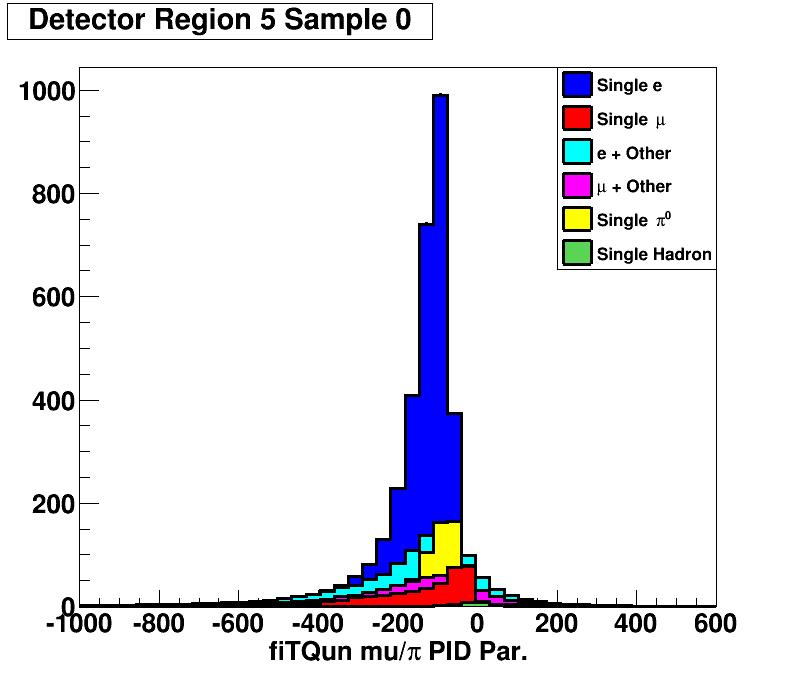 Detector Region 5 Sample 0
1000
800
600
400
200
0
Single e
Single μ
e + Other
μ + Other
Single π⁰
Single Hadron
-1000 -800 -600 -400 -200 0 200 400 600
fiTQun mu/π PID Par.